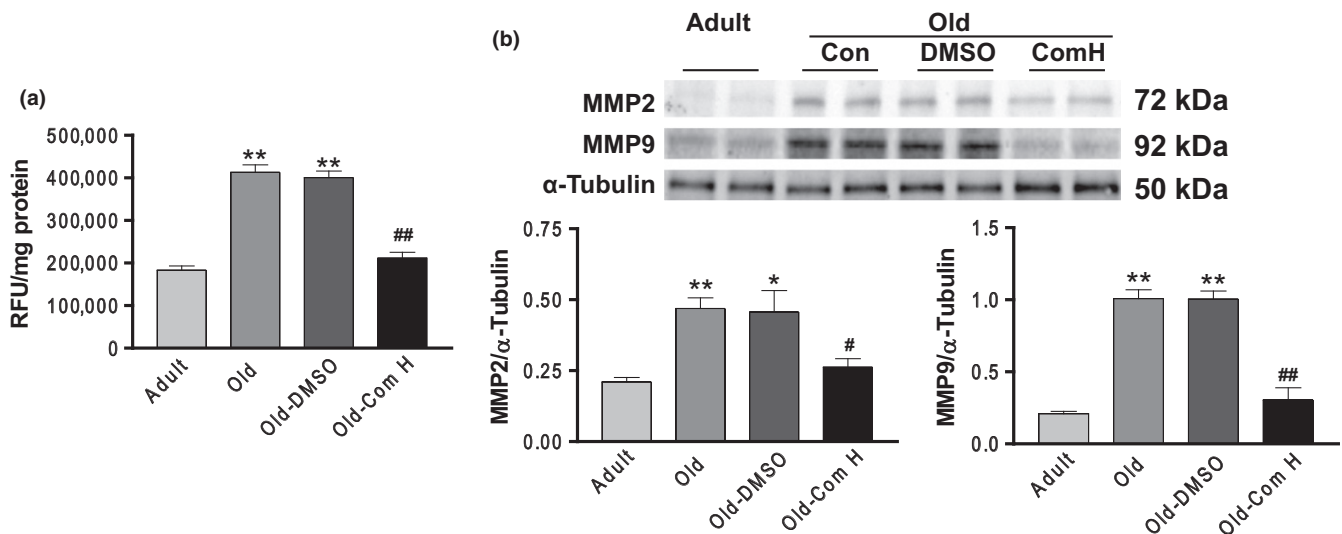 (a)
500,000
400,000
300,000
200,000
100,000
0
RFU/mg protein
** ** ##
Adult Old Old-DMSO Old-Com H
(b)
Adult Old
Con DMSO ComH
MMP2 72 kDa
MMP9 92 kDa
α-Tubulin 50 kDa
0.75
0.50
0.25
0.00
MMP2/α-Tubulin
** * #
Adult Old Old-DMSO Old-Com H
1.5
1.0
0.5
0.0
MMP9/α-Tubulin
** ** ##
Adult Old Old-DMSO Old-Com H